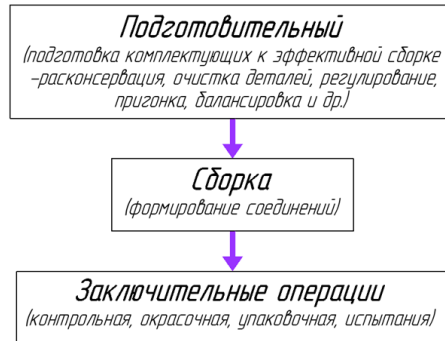 Подготовительный
(подготовка комплектующих к эффективной сборке
–расконсервация, очистка деталей, регулирование,
пригонка, балансировка и др.)
Сборка
(формирование соединений)
Заключительные операции
(контрольная, окрасочная, упаковочная, испытания)